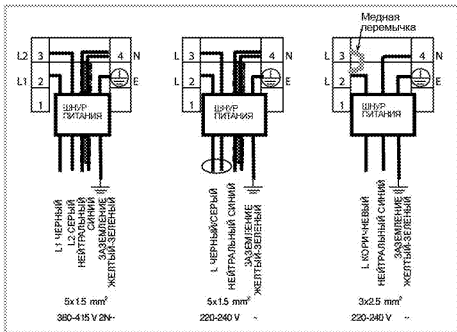 Медная
перемычка
L2 3 4 N
L1 2 E
1
ШНУР
ПИТАНИЯ
L1 ЧЕРНЫЙ
L2 СЕРЫЙ
НЕЙТРАЛЬНЫЙ
СИНИЙ
ЗАЗЕМЛЕНИЕ
ЖЕЛТЫЙ-ЗЕЛЕНЫЙ
5x1.5 mm²
380-415 V 2N~
L 3 4 N
L 2 E
1
ШНУР
ПИТАНИЯ
L ЧЕРНЫЙ/СЕРЫЙ
НЕЙТРАЛЬНЫЙ СИНИЙ
ЗАЗЕМЛЕНИЕ
ЖЕЛТЫЙ-ЗЕЛЕНЫЙ
5x1.5 mm²
220-240 V ~
L 3 4 N
L 2 E
1
ШНУР
ПИТАНИЯ
L КОРИЧНЕВЫЙ
НЕЙТРАЛЬНЫЙ СИНИЙ
ЗАЗЕМЛЕНИЕ
ЖЕЛТЫЙ-ЗЕЛЕНЫЙ
3x2.5 mm²
220-240 V ~